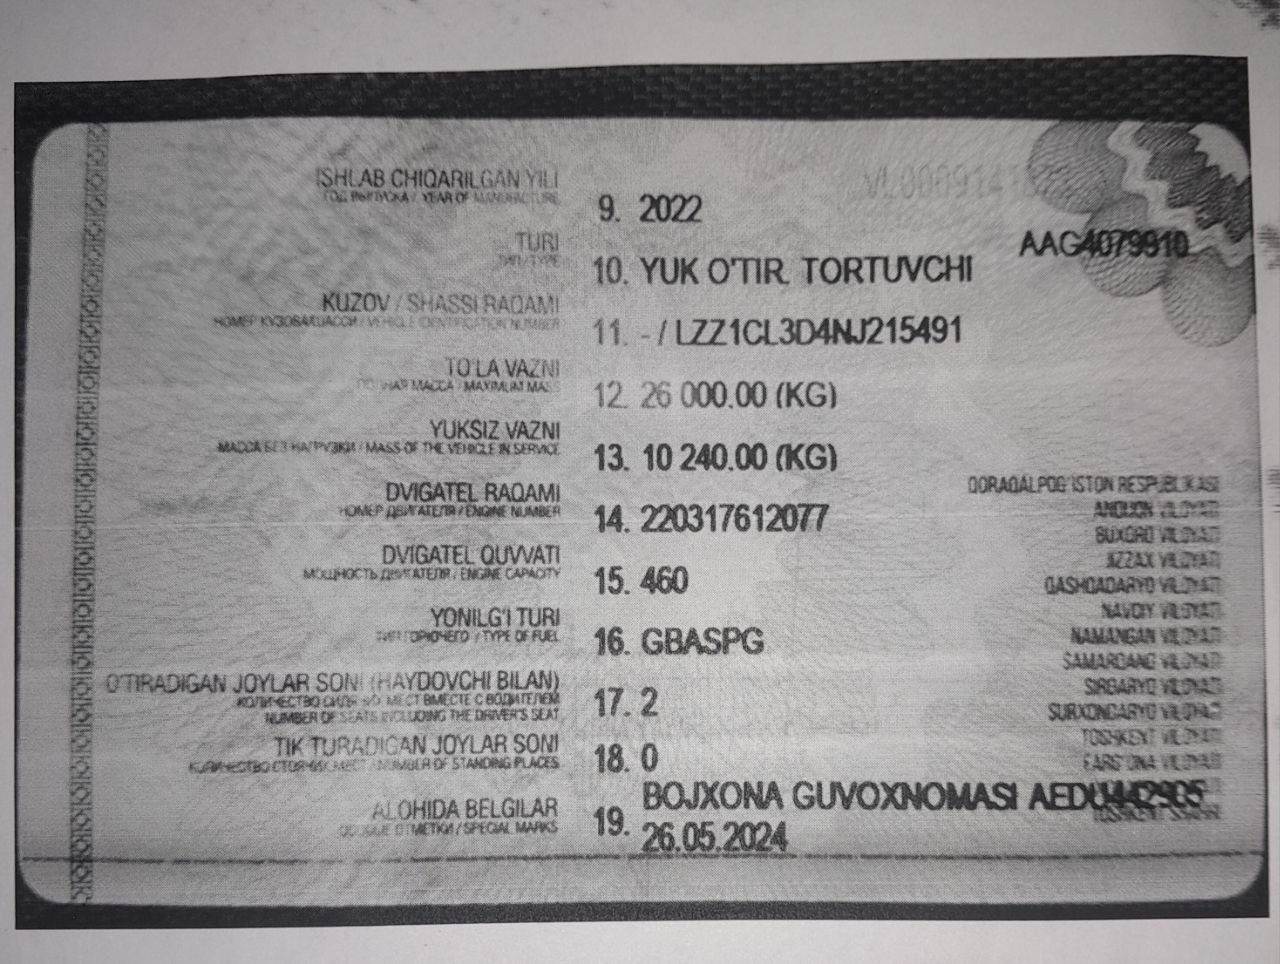 ISHLAB CHIQARILGAN YILI
ГОД ВЫПУСКА / YEAR OF MANUFACTURE
9. 2022
AAG4079910
TURI
ТИП/TYPE
10. YUK O'TIR. TORTUVCHI
KUZOV / SHASSI RAQAMI
НОМЕР КУЗОВА/ШАССИ / VEHICLE IDENTIFICATION NUMBER
11. - / LZZ1CL3D4NJ215491
TO'LA VAZNI
ПОЛНАЯ МАССА / MAXIMUM MASS
12. 26 000.00 (KG)
YUKSIZ VAZNI
МАССА БЕЗ НАГРУЗКИ / MASS OF THE VEHICLE IN SERVICE
13. 10 240.00 (KG)
DVIGATEL RAQAMI
НОМЕР ДВИГАТЕЛЯ / ENGINE NUMBER
14. 220317612077
DVIGATEL QUVVATI
МОЩНОСТЬ ДВИГАТЕЛЯ / ENGINE CAPACITY
15. 460
YONILG'I TURI
ТИП ГОРЮЧЕГО / TYPE OF FUEL
16. GBASPG
O'TIRADIGAN JOYLAR SONI (HAYDOVCHI BILAN)
КОЛИЧЕСТВО МЕСТ ВМЕСТЕ С ВОДИТЕЛЕМ
NUMBER OF SEATS INCLUDING THE DRIVER'S SEAT
17. 2
TIK TURADIGAN JOYLAR SONI
КОЛИЧЕСТВО СТОЯЧИХ МЕСТ / NUMBER OF STANDING PLACES
18. 0
ALOHIDA BELGILAR
ОСОБЫЕ ОТМЕТКИ / SPECIAL MARKS
19. BOJXONA GUVOXNOMASI AEDU442905
26.05.2024
QORAQALPOG'ISTON RESPUBLIKASI
ANDIJON VILOYATI
BUXORO VILOYATI
JIZZAX VILOYATI
QASHQADARYO VILOYATI
NAVOIY VILOYATI
NAMANGAN VILOYATI
SAMARQAND VILOYATI
SIRDARYO VILOYATI
SURXONDARYO VILOYATI
TOSHKENT VILOYATI
FARG'ONA VILOYATI
TOSHKENT SHAHRI